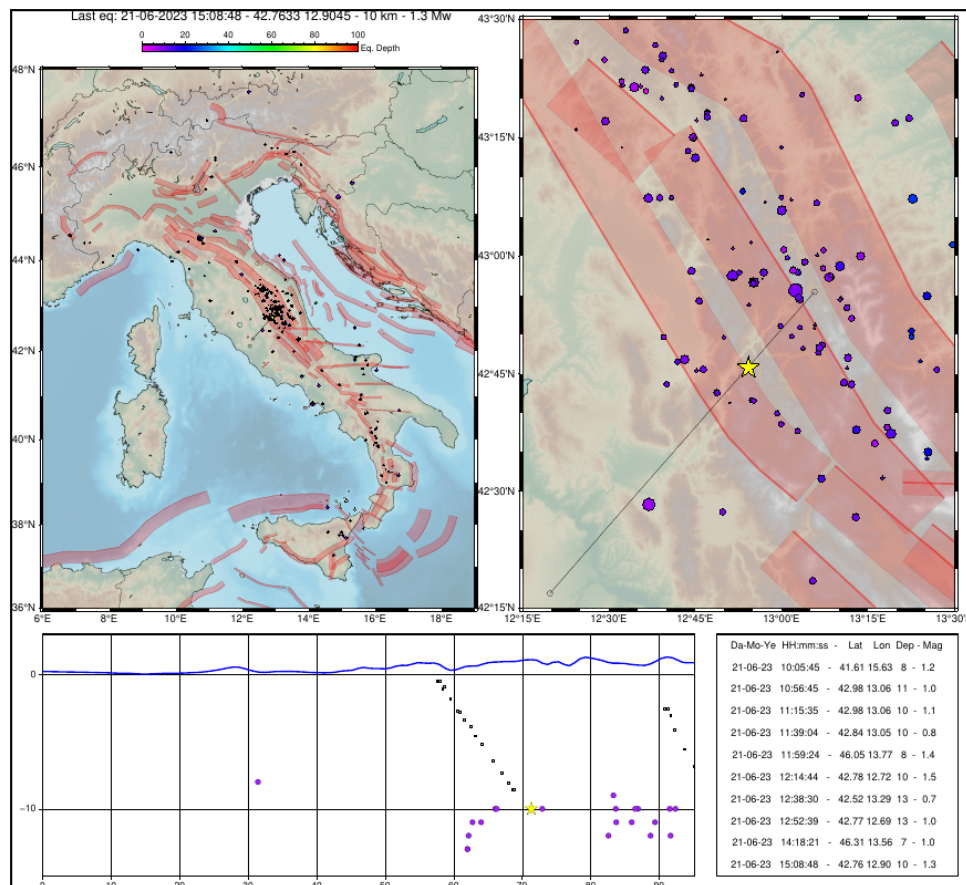 Last eq: 21-06-2023 15:08:48 - 42.7633 12.9045 - 10 km - 1.3 Mw
0 20 40 60 80 100 Eq. Depth
48°N
46°N
44°N
42°N
40°N
38°N
36°N
6°E 8°E 10°E 12°E 14°E 16°E 18°E
43°30'N
43°15'N
43°00'N
42°45'N
42°30'N
42°15'N
12°15'E 12°30'E 12°45'E 13°00'E 13°15'E 13°30'E
0
−10
0 10 20 30 40 50 60 70 80 90
Da-Mo-Ye HH:mm:ss - Lat Lon Dep - Mag
21-06-23 10:05:45 - 41.61 15.63 8 - 1.2
21-06-23 10:56:45 - 42.98 13.06 11 - 1.0
21-06-23 11:15:35 - 42.98 13.06 10 - 1.1
21-06-23 11:39:04 - 42.84 13.05 10 - 0.8
21-06-23 11:59:24 - 46.05 13.77 8 - 1.4
21-06-23 12:14:44 - 42.78 12.72 10 - 1.5
21-06-23 12:38:30 - 42.52 13.29 13 - 0.7
21-06-23 12:52:39 - 42.77 12.69 13 - 1.0
21-06-23 14:18:21 - 46.31 13.56 7 - 1.0
21-06-23 15:08:48 - 42.76 12.90 10 - 1.3